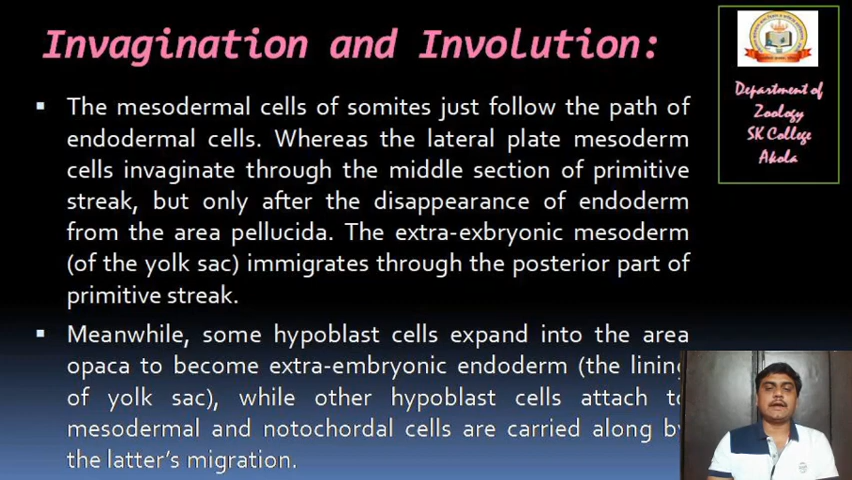 Invagination and Involution:
The mesodermal cells of somites just follow the path of
endodermal cells. Whereas the lateral plate mesoderm
cells invaginate through the middle section of primitive
streak, but only after the disappearance of endoderm
from the area pellucida. The extra-exbryonic mesoderm
(of the yolk sac) immigrates through the posterior part of
primitive streak.
Meanwhile, some hypoblast cells expand into the area
opaca to become extra-embryonic endoderm (the lining
of yolk sac), while other hypoblast cells attach to
mesodermal and notochordal cells are carried along by
the latter's migration.
Department of
Zoology
SK College
Akola